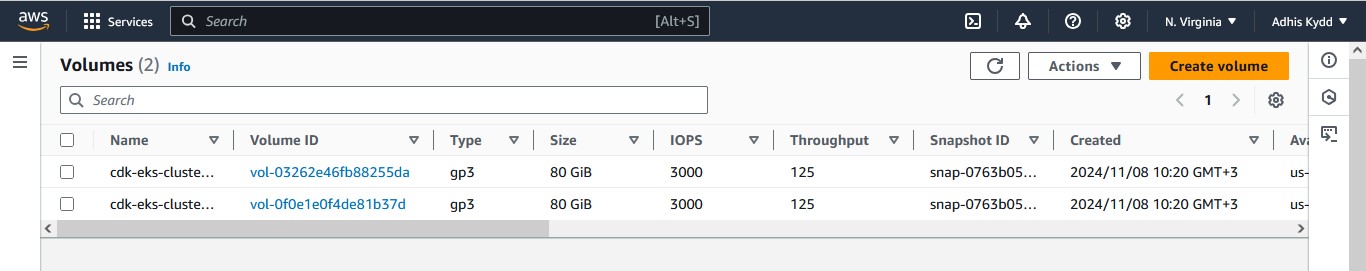 aws Services Search [Alt+S] N. Virginia Adhis Kydd
Volumes (2) Info Actions Create volume
Search 1
Name Volume ID Type Size IOPS Throughput Snapshot ID Created Ava
cdk-eks-cluste... vol-03262e46fb88255da gp3 80 GiB 3000 125 snap-0763b05... 2024/11/08 10:20 GMT+3 us-
cdk-eks-cluste... vol-0f0e1e0f4de81b37d gp3 80 GiB 3000 125 snap-0763b05... 2024/11/08 10:20 GMT+3 us-